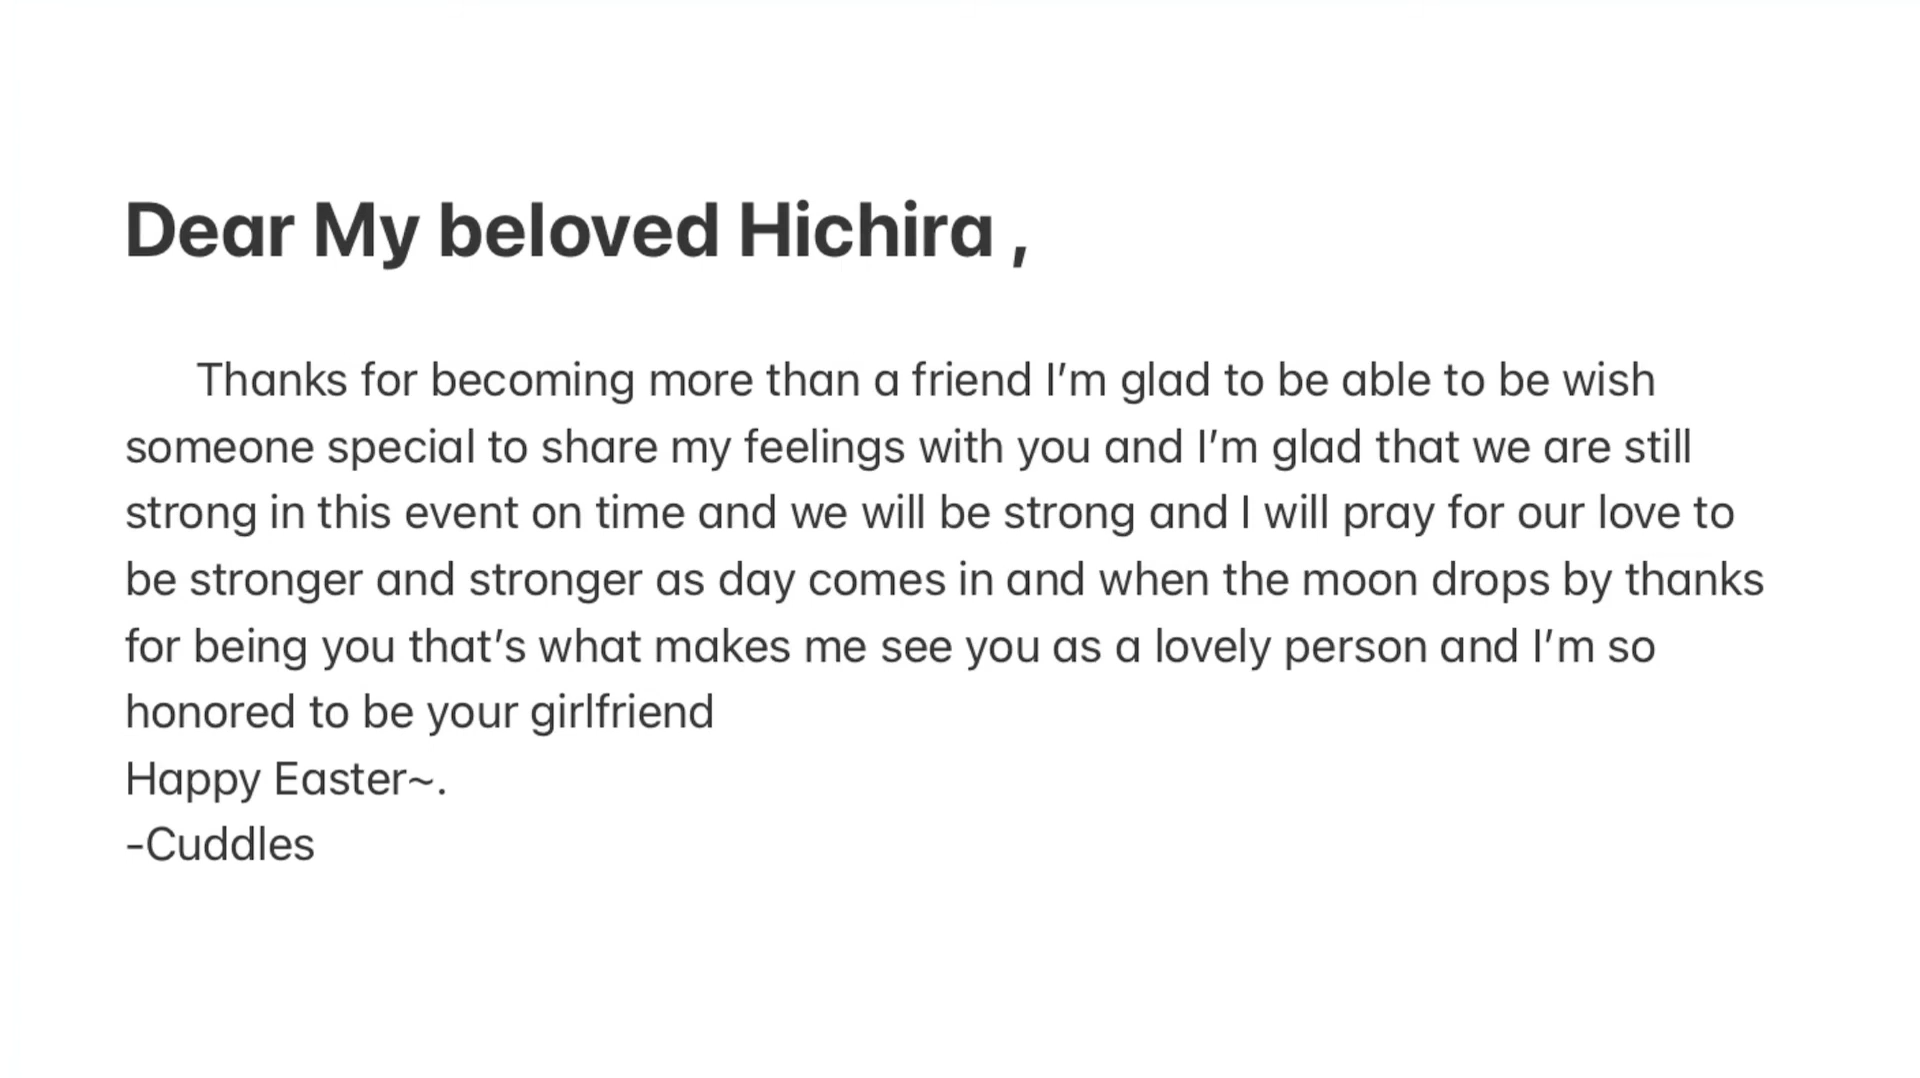 Dear My beloved Hichira ,
Thanks for becoming more than a friend I’m glad to be able to be wish
someone special to share my feelings with you and I’m glad that we are still
strong in this event on time and we will be strong and I will pray for our love to
be stronger and stronger as day comes in and when the moon drops by thanks
for being you that’s what makes me see you as a lovely person and I’m so
honored to be your girlfriend
Happy Easter~.
-Cuddles